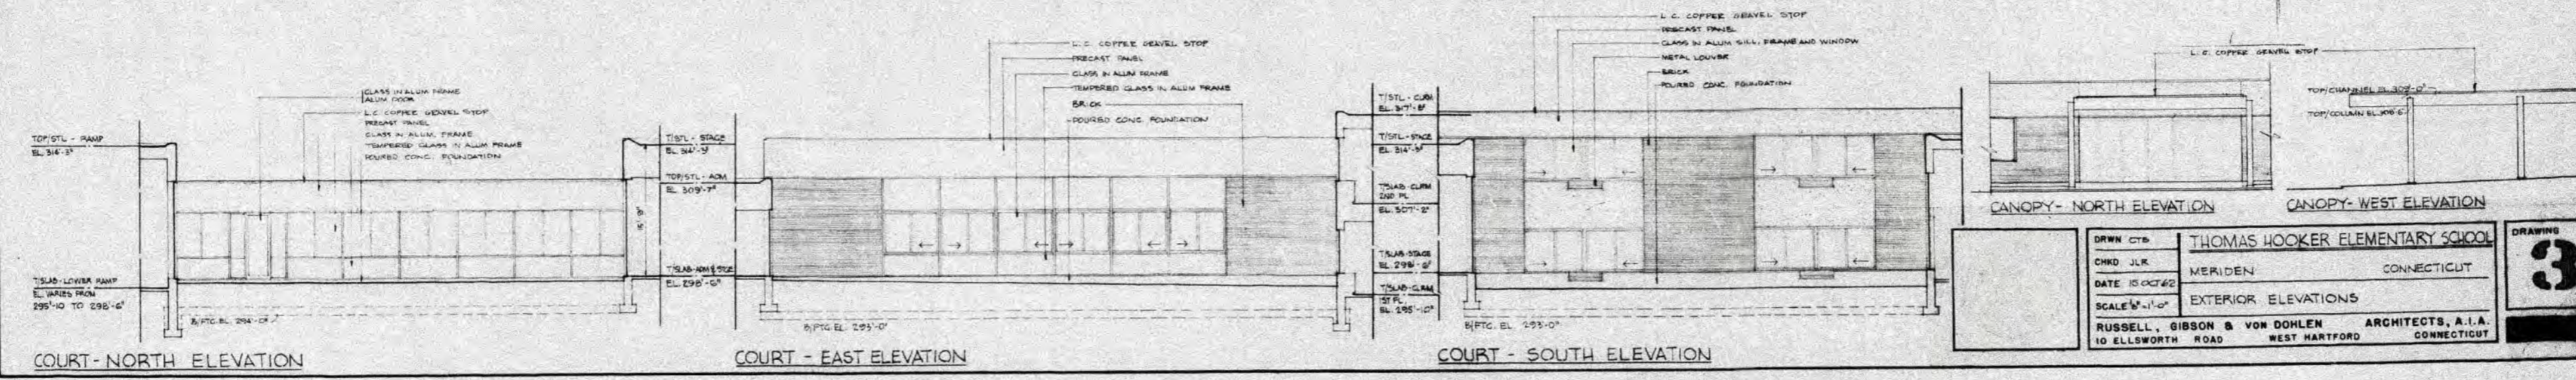 TOP/STL - RAMP
EL. 314'-3"
T/SLAB-LOWER RAMP
EL. VARIES FROM
295'-10 TO 298'-6"
GLASS IN ALUM FRAME
ALUM DOOR
L.C. COPPER GRAVEL STOP
PRECAST PANEL
GLASS IN ALUM. FRAME
TEMPERED GLASS IN ALUM FRAME
POURED CONC. FOUNDATION
B/FTG. EL. 294'-0"
COURT - NORTH ELEVATION
T/STL - STAGE
EL. 314'-3"
TOP/STL - ADM
EL. 309'-7"
T/SLAB-ADM & STGE
EL. 298'-6"
L.C. COPPER GRAVEL STOP
PRECAST PANEL
GLASS IN ALUM FRAME
TEMPERED GLASS IN ALUM FRAME
BRICK
POURED CONC. FOUNDATION
B/FTG. EL. 293'-0"
COURT - EAST ELEVATION
T/STL - CLRM
EL. 317'-8"
T/STL - STAGE
EL. 314'-3"
T/SLAB-CLRM
2ND FL
EL. 307'-2"
T/SLAB-STAGE
EL. 298'-6"
T/SLAB-CLRM
1ST FL.
EL. 295'-10"
L.C. COPPER GRAVEL STOP
PRECAST PANEL
GLASS IN ALUM SILL, FRAME AND WINDOW
METAL LOUVER
BRICK
POURED CONC. FOUNDATION
B/FTG. EL. 293'-0"
COURT - SOUTH ELEVATION
L.C. COPPER GRAVEL STOP
TOP/CHANNEL EL. 309'-0"
TOP/COLUMN EL.
CANOPY - NORTH ELEVATION
CANOPY - WEST ELEVATION
DRWN CTB
CHKD JLR
DATE 15 OCT 62
SCALE 1/8"=1'-0"
THOMAS HOOKER ELEMENTARY SCHOOL
MERIDEN CONNECTICUT
EXTERIOR ELEVATIONS
RUSSELL, GIBSON & VON DOHLEN ARCHITECTS, A.I.A.
10 ELLSWORTH ROAD WEST HARTFORD CONNECTICUT
DRAWING
3